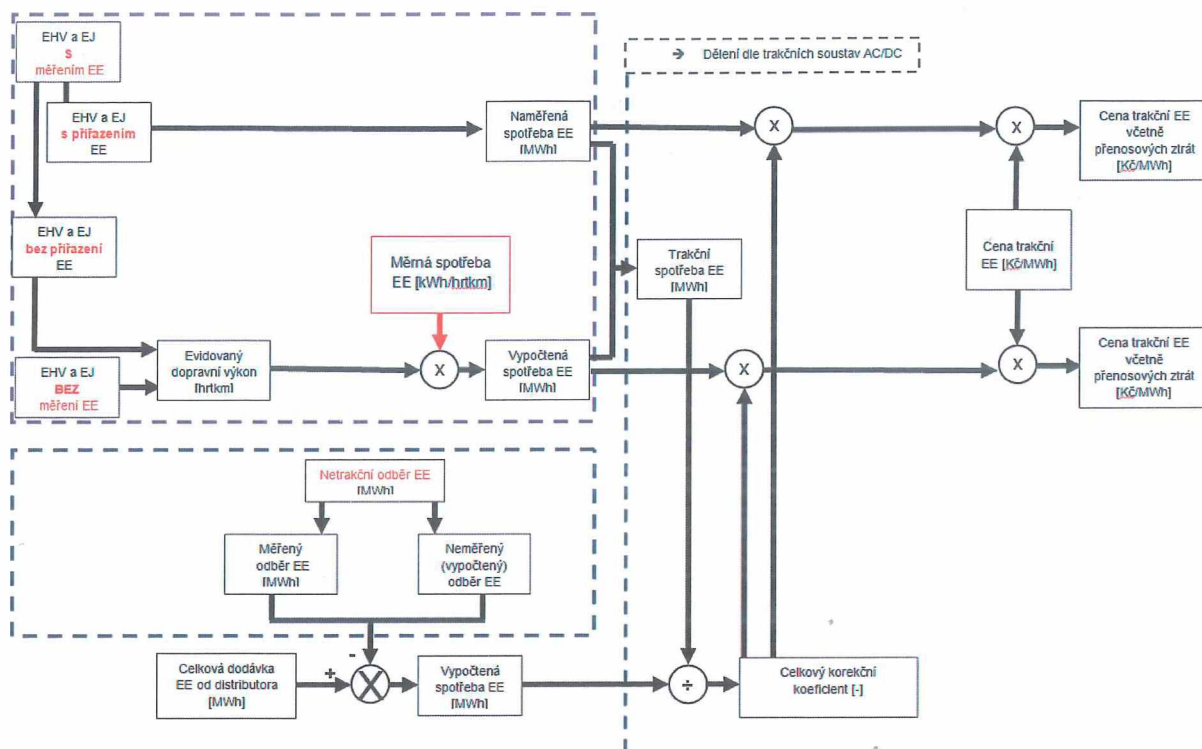 EHV a EJ
S
měřením EE
➔ Dělení dle trakčních soustav AC/DC
EHV a EJ
s přiřazením
EE
Naměřená
spotřeba EE
[MWh]
X
X
Cena trakční EE
včetně
přenosových ztrát
[Kč/MWh]
EHV a EJ
bez přiřazení
EE
Měrná spotřeba
EE [kWh/hrtkm]
Trakční
spotřeba EE
[MWh]
Cena trakční
EE [Kč/MWh]
EHV a EJ
BEZ
měření EE
Evidovaný
dopravní výkon
[hrtkm]
X
Vypočtená
spotřeba EE
[MWh]
X
X
Cena trakční EE
včetně
přenosových ztrát
[Kč/MWh]
Netrakční odběr EE
[MWh]
Měřený
odběr EE
[MWh]
Neměřený
(vypočtený)
odběr EE
Celková dodávka
EE od distributora
[MWh]
+
-
X
Vypočtená
spotřeba EE
[MWh]
÷
Celkový korekční
koeficient [-]